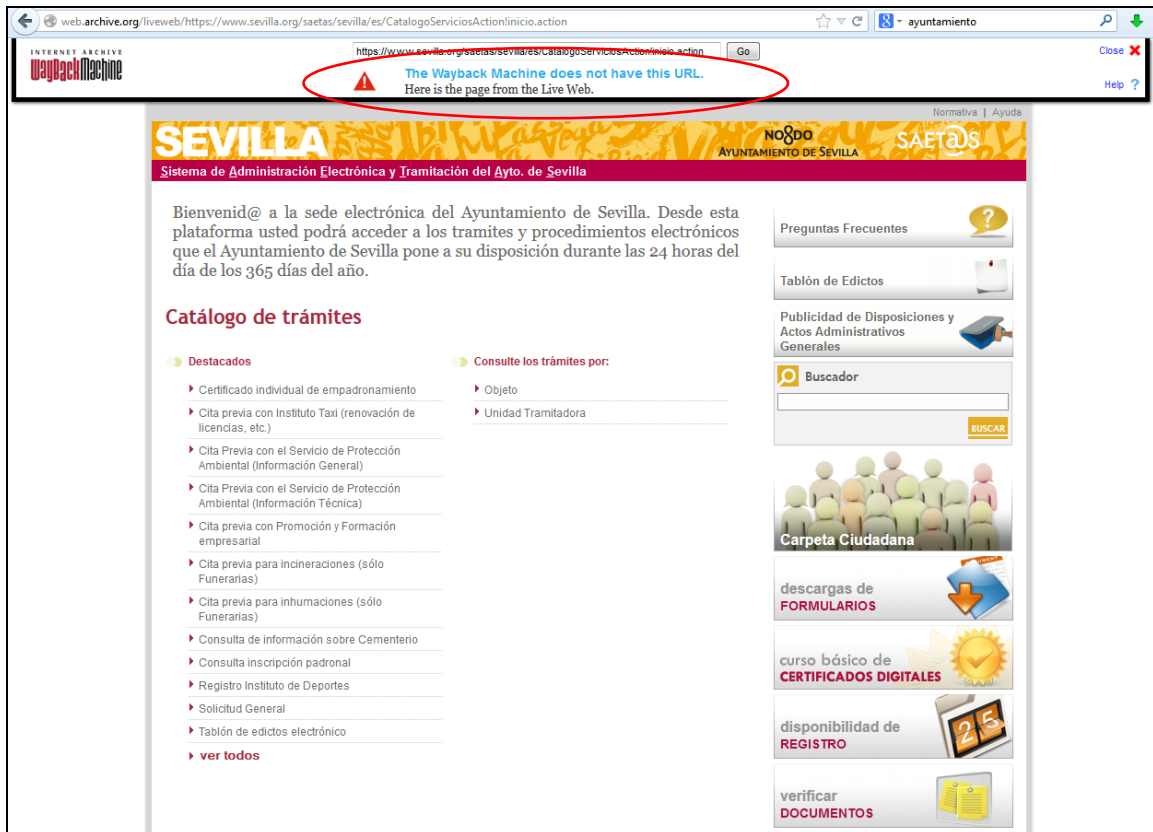 web.archive.org/liveweb/https://www.sevilla.org/saetas/sevilla/es/CatalogoServiciosAction!inicio.action
ayuntamiento
INTERNET ARCHIVE
WayBackMachine
https://www.sevilla.org/saetas/sevilla/es/CatalogoServiciosAction!inicio.action
Go
Close
The Wayback Machine does not have this URL.
Here is the page from the Live Web.
Help ?
Normativa | Ayuda
SEVILLA
NO8DO
AYUNTAMIENTO DE SEVILLA
SAET@S
Sistema de Administración Electrónica y Tramitación del Ayto. de Sevilla
Bienvenid@ a la sede electrónica del Ayuntamiento de Sevilla. Desde esta
plataforma usted podrá acceder a los tramites y procedimientos electrónicos
que el Ayuntamiento de Sevilla pone a su disposición durante las 24 horas del
día de los 365 días del año.
Catálogo de trámites
Destacados
Certificado individual de empadronamiento
Cita previa con Instituto Taxi (renovación de
licencias, etc.)
Cita Previa con el Servicio de Protección
Ambiental (Información General)
Cita Previa con el Servicio de Protección
Ambiental (Información Técnica)
Cita previa con Promoción y Formación
empresarial
Cita previa para incineraciones (sólo
Funerarias)
Cita previa para inhumaciones (sólo
Funerarias)
Consulta de información sobre Cementerio
Consulta inscripción padronal
Registro Instituto de Deportes
Solicitud General
Tablón de edictos electrónico
ver todos
Consulte los trámites por:
Objeto
Unidad Tramitadora
Preguntas Frecuentes
?
Tablón de Edictos
Publicidad de Disposiciones y
Actos Administrativos
Generales
Buscador
BUSCAR
Carpeta Ciudadana
descargas de
FORMULARIOS
curso básico de
CERTIFICADOS DIGITALES
disponibilidad de
REGISTRO
25
verificar
DOCUMENTOS